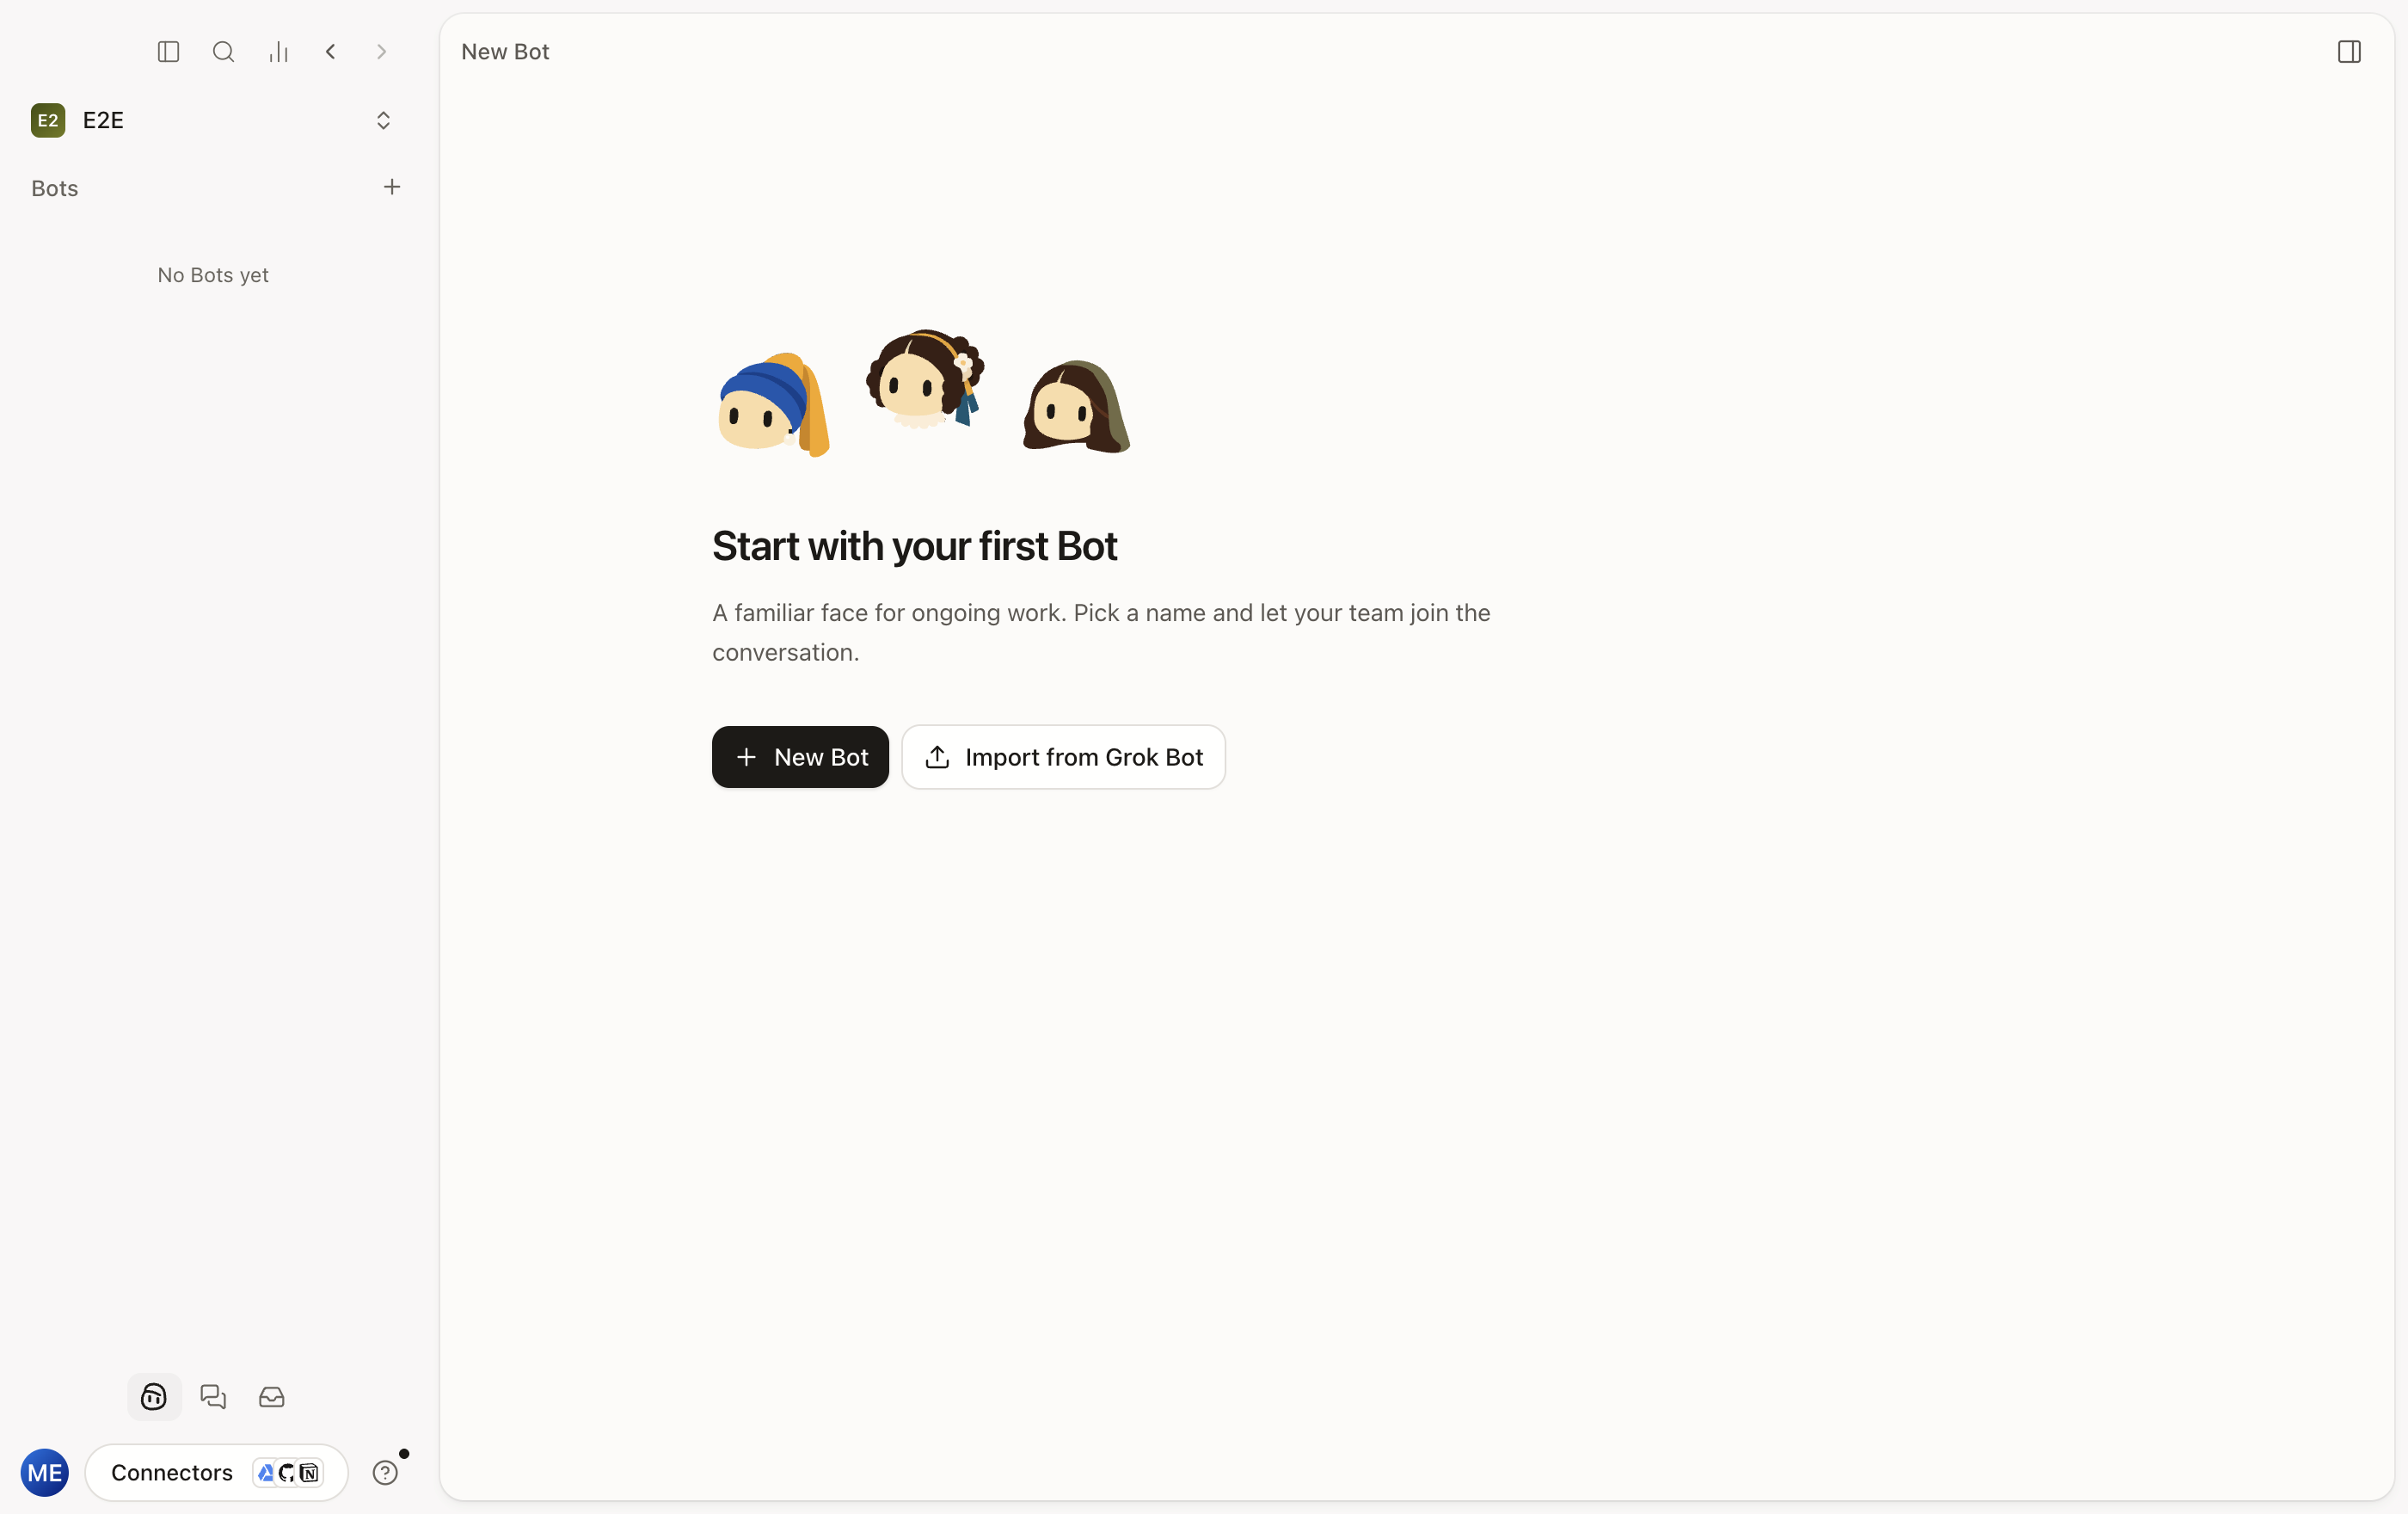 New Bot
E2 E2E
Bots
No Bots yet
Start with your first Bot
A familiar face for ongoing work. Pick a name and let your team join the
conversation.
New Bot
Import from Grok Bot
ME
Connectors